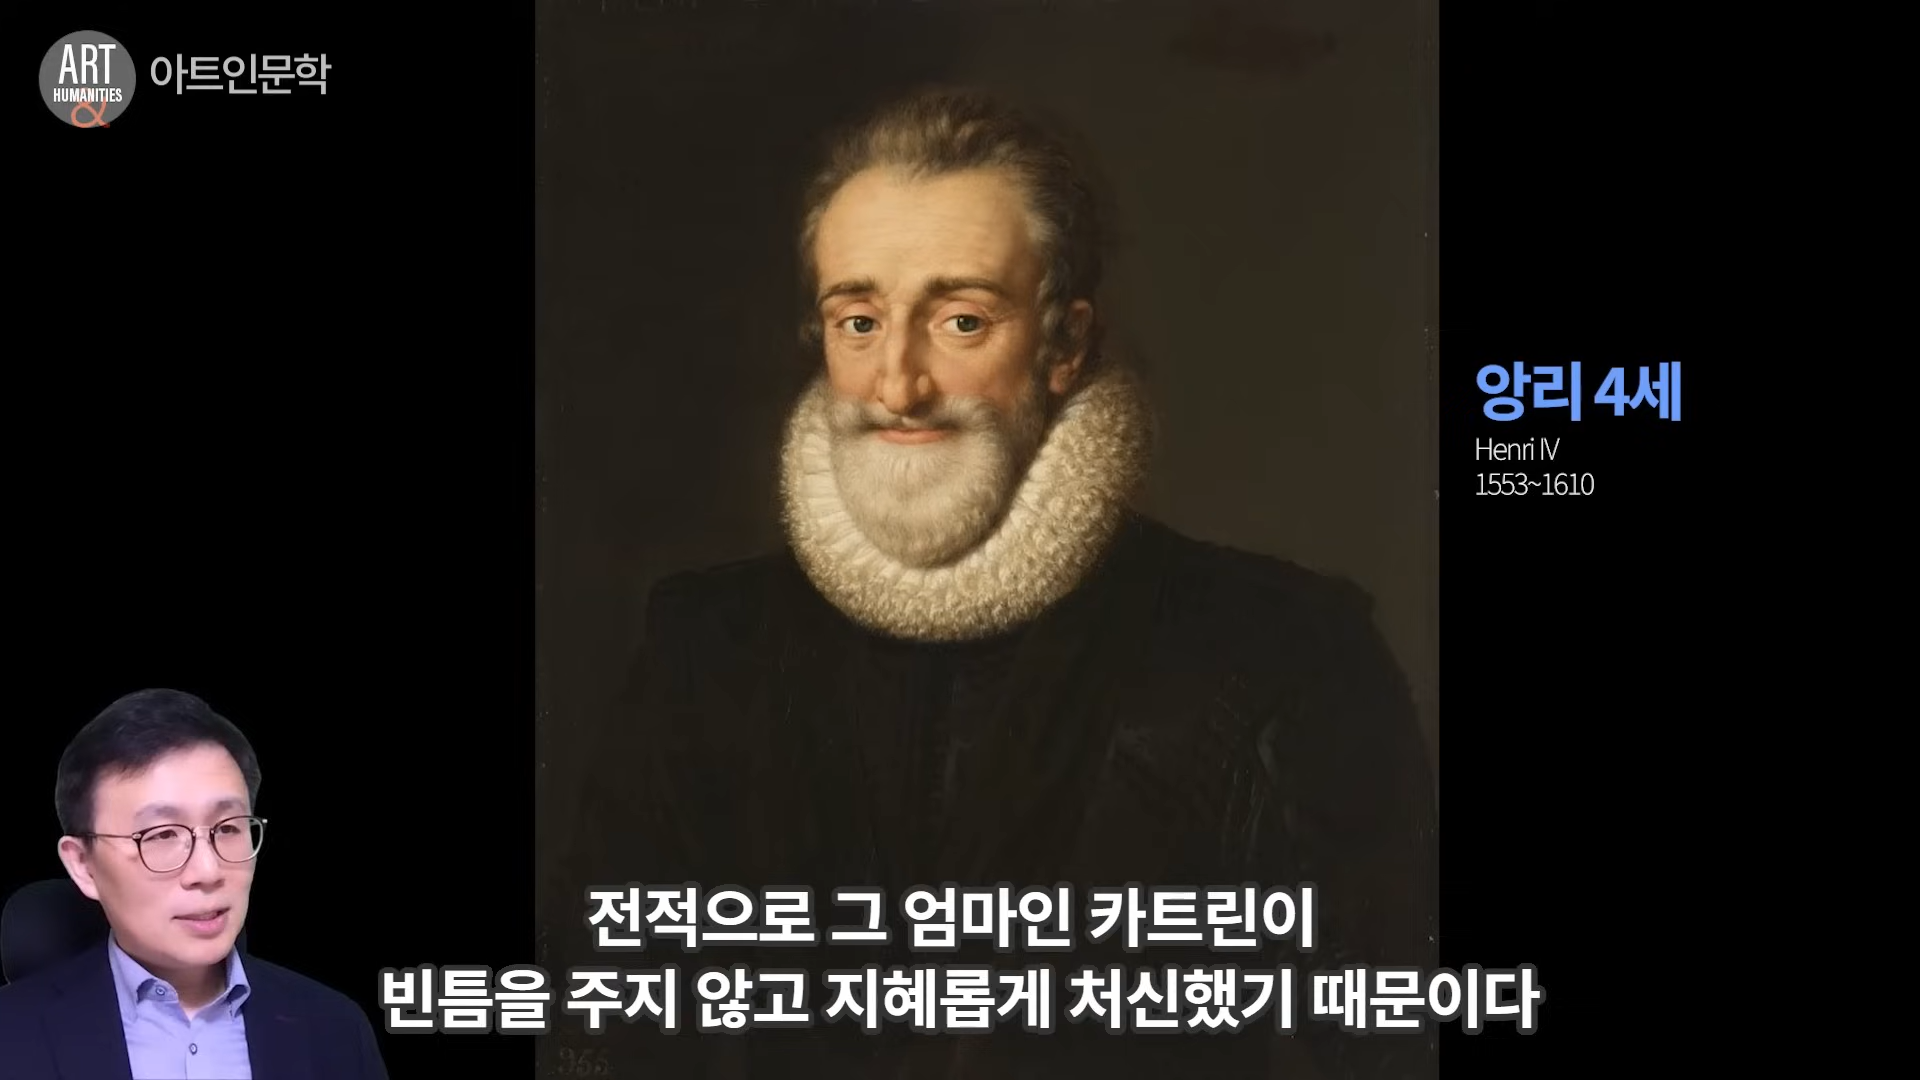 ART
HUMANITIES
&
아트인문학
앙리 4세
Henri IV
1553~1610
전적으로 그 엄마인 카트린이
빈틈을 주지 않고 지혜롭게 처신했기 때문이다
955